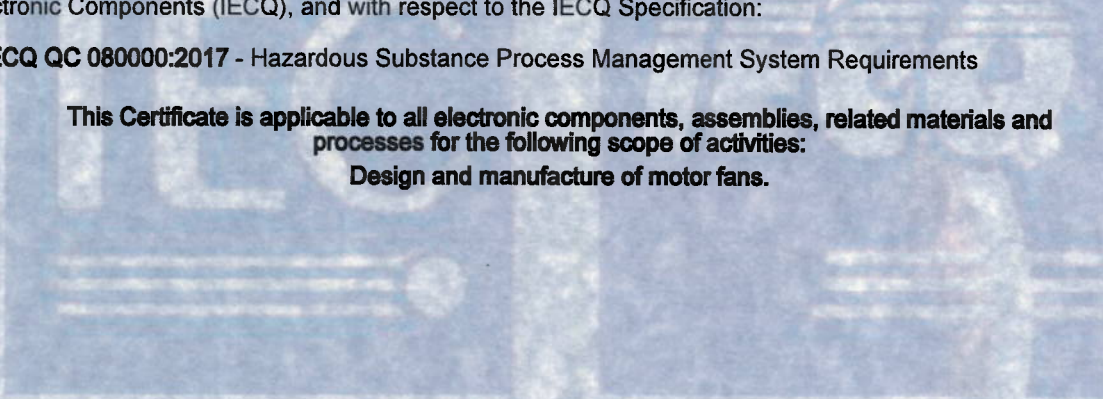 ctronic Components (IECQ), and with respect to the IECQ Specification:
ECQ QC 080000:2017 - Hazardous Substance Process Management System Requirements
This Certificate is applicable to all electronic components, assemblies, related materials and
processes for the following scope of activities:
Design and manufacture of motor fans.